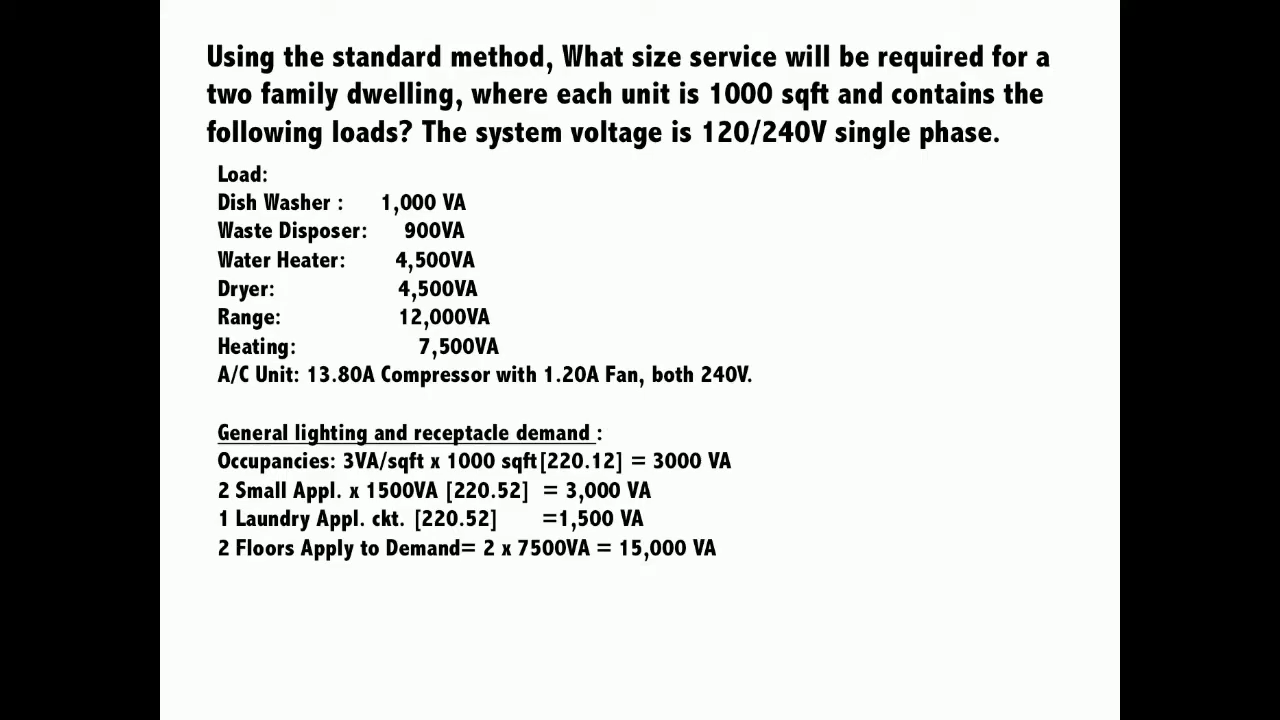 Using the standard method, What size service will be required for a
two family dwelling, where each unit is 1000 sqft and contains the
following loads? The system voltage is 120/240V single phase.
Load:
Dish Washer : 1,000 VA
Waste Disposer: 900VA
Water Heater: 4,500VA
Dryer: 4,500VA
Range: 12,000VA
Heating: 7,500VA
A/C Unit: 13.80A Compressor with 1.20A Fan, both 240V.
General lighting and receptacle demand :
Occupancies: 3VA/sqft x 1000 sqft[220.12] = 3000 VA
2 Small Appl. x 1500VA [220.52] = 3,000 VA
1 Laundry Appl. ckt. [220.52] =1,500 VA
2 Floors Apply to Demand= 2 x 7500VA = 15,000 VA